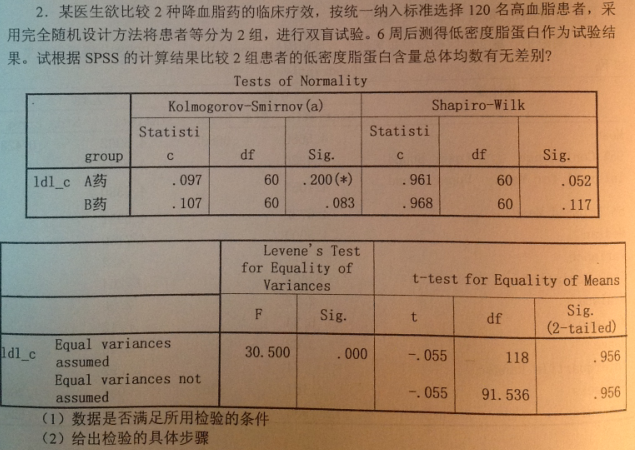 2．某医生欲比较2种降血脂药的临床疗效，按统一纳入标准选择120名高血脂患者，采
用完全随机设计方法将患者等分为2组，进行双盲试验。6周后测得低密度脂蛋白作为试验结
果。试根据SPSS的计算结果比较2组患者的低密度脂蛋白含量总体均数有无差别？
Tests of Normality
Kolmogorov-Smirnov(a) Shapiro-Wilk
Statisti Statisti
group c df Sig. c df Sig.
ldl_c A药 .097 60 .200(*) .961 60 .052
B药 .107 60 .083 .968 60 .117
Levene's Test
for Equality of
Variances
t-test for Equality of Means
F Sig. t df Sig.
(2-tailed)
ldl_c Equal variances
assumed
30.500 .000 -.055 118 .956
Equal variances not
assumed
-.055 91.536 .956
(1) 数据是否满足所用检验的条件
(2) 给出检验的具体步骤